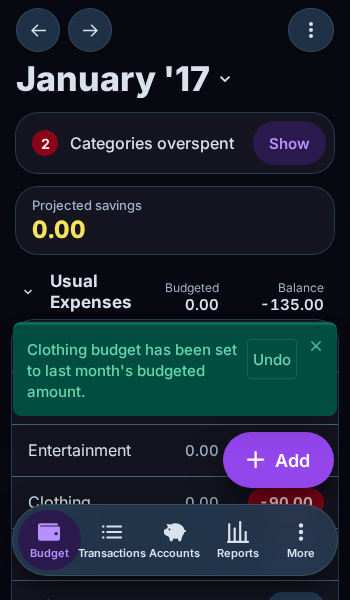 January '17
2 Categories overspent Show
Projected savings
0.00
Usual Expenses Budgeted 0.00 Balance -135.00
Clothing budget has been set
to last month's budgeted
amount.
Undo
Entertainment 0.00
Add
Clothing 0.00 -90.00
Budget Transactions Accounts Reports More